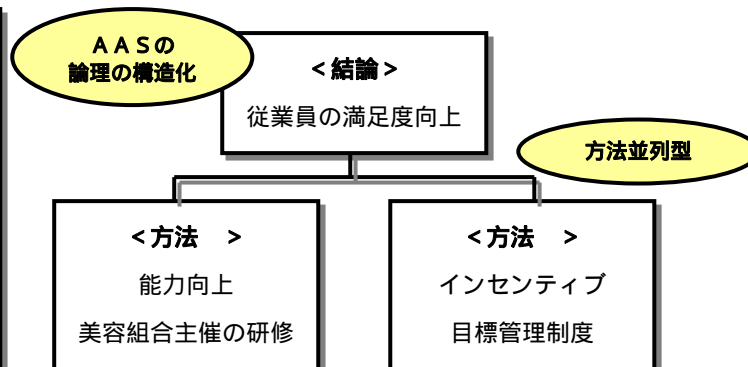 ＡＡＳの
論理の構造化
＜結論＞
従業員の満足度向上
方法並列型
＜方法　＞
能力向上
美容組合主催の研修
＜方法　＞
インセンティブ
目標管理制度